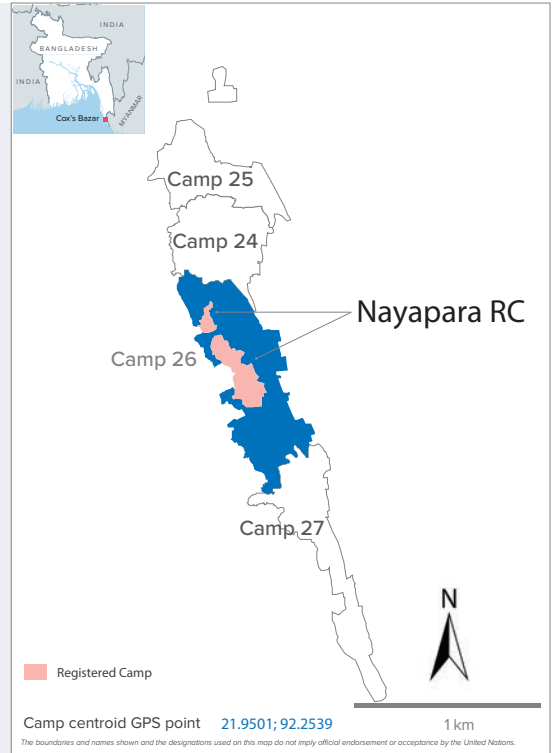 INDIA
BANGLADESH
INDIA
MYANMAR
Cox's Bazar
Camp 25
Camp 24
Nayapara RC
Camp 26
Camp 27
N
Registered Camp
Camp centroid GPS point 21.9501; 92.2539
1 km
The boundaries and names shown and the designations used on this map do not imply official endorsement or acceptance by the United Nations.